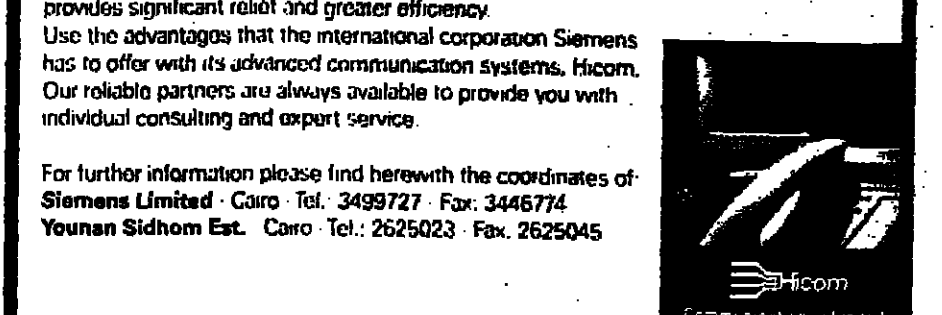 provides significant relief and greater efficiency.
Use the advantages that the international corporation Siemens
has to offer with its advanced communication systems, Hicom.
Our reliable partners are always available to provide you with
individual consulting and expert service.
For further information please find herewith the coordinates of
Siemens Limited · Cairo · Tel.: 3499727 · Fax: 3446774
Younan Sidhom Est. Cairo · Tel.: 2625023 · Fax. 2625045
Hicom